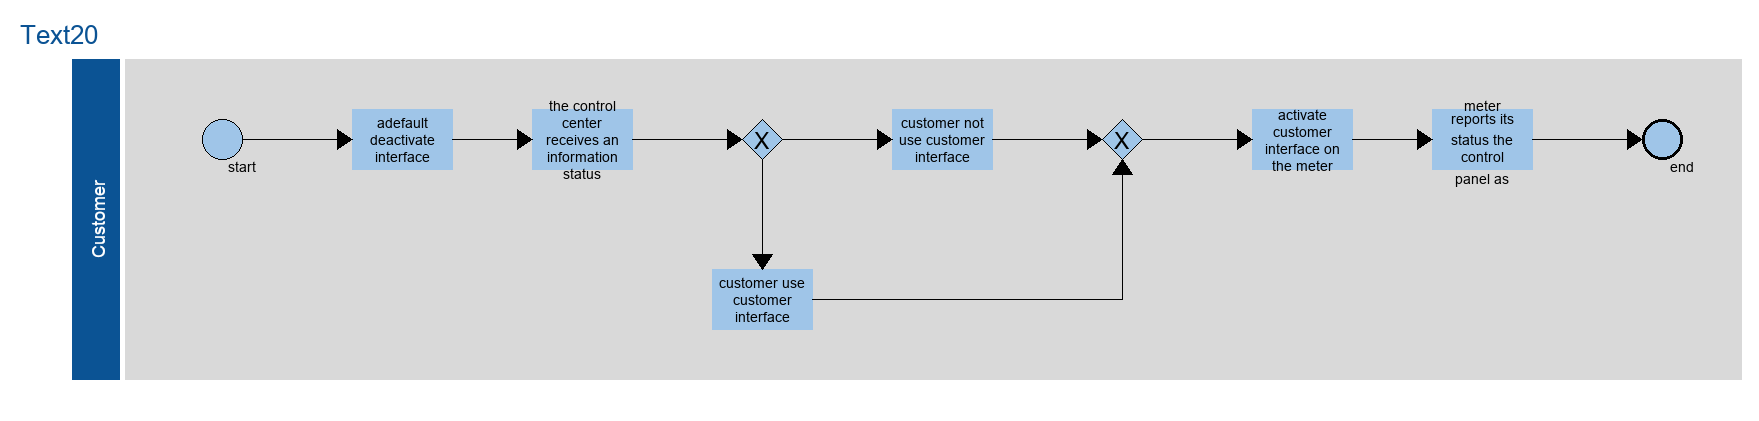 Text20
Customer
start
adefault
deactivate
interface
the control
center
receives an
information
status
X
customer not
use customer
interface
customer use
customer
interface
X
activate
customer
interface on
the meter
meter
reports its
status the
control
panel as
end